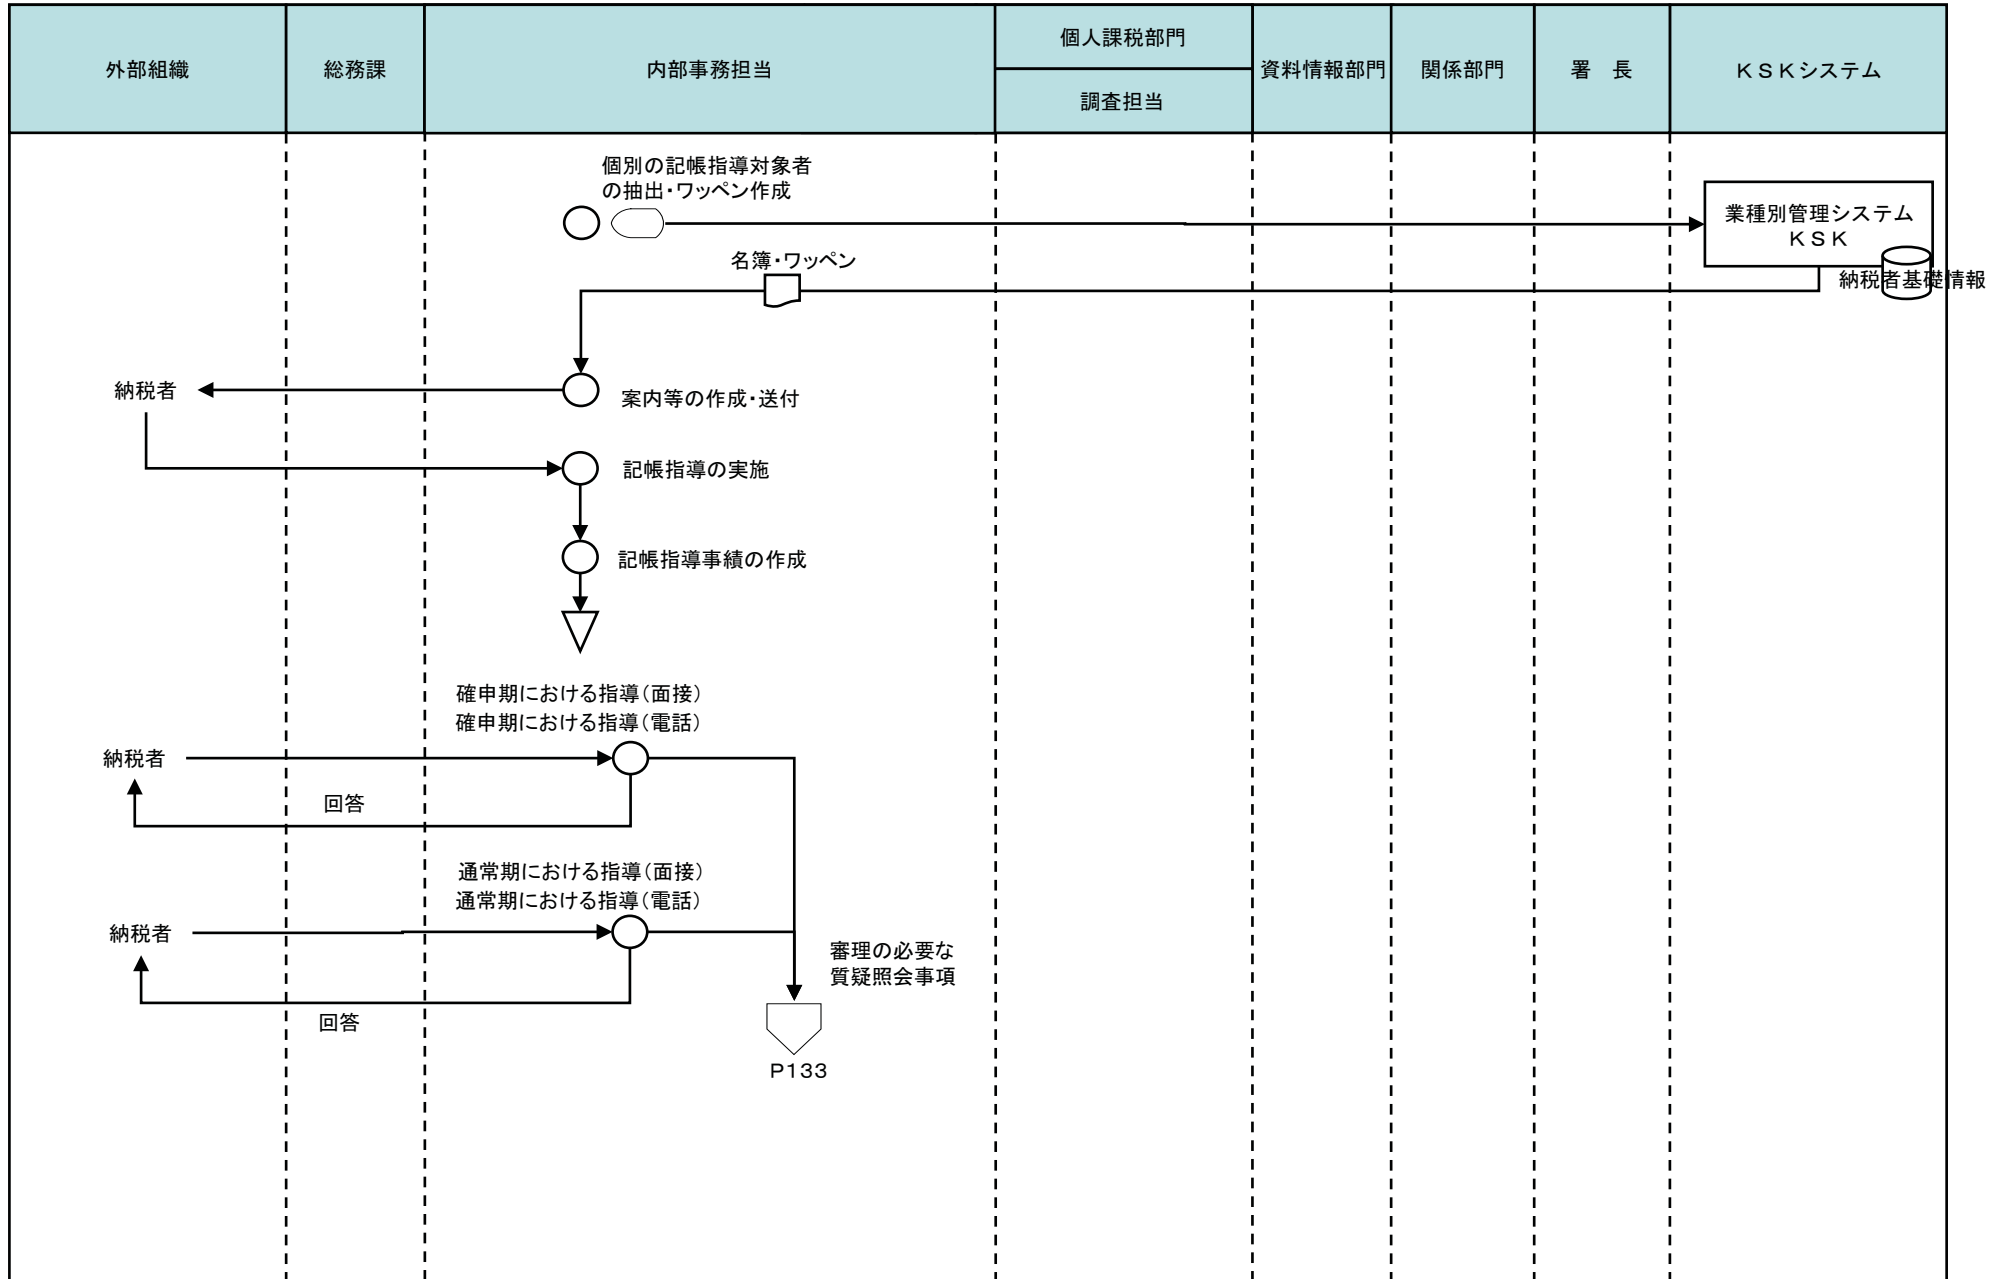 外部組織
総務課
内部事務担当
個人課税部門
調査担当
資料情報部門
関係部門
署　長
ＫＳＫシステム
個別の記帳指導対象者
の抽出・ワッペン作成
業種別管理システム
ＫＳＫ
名簿・ワッペン
納税者基礎情報
納税者
案内等の作成・送付
記帳指導の実施
記帳指導事績の作成
確申期における指導（面接）
確申期における指導（電話）
納税者
回答
通常期における指導（面接）
通常期における指導（電話）
納税者
審理の必要な
質疑照会事項
回答
P133